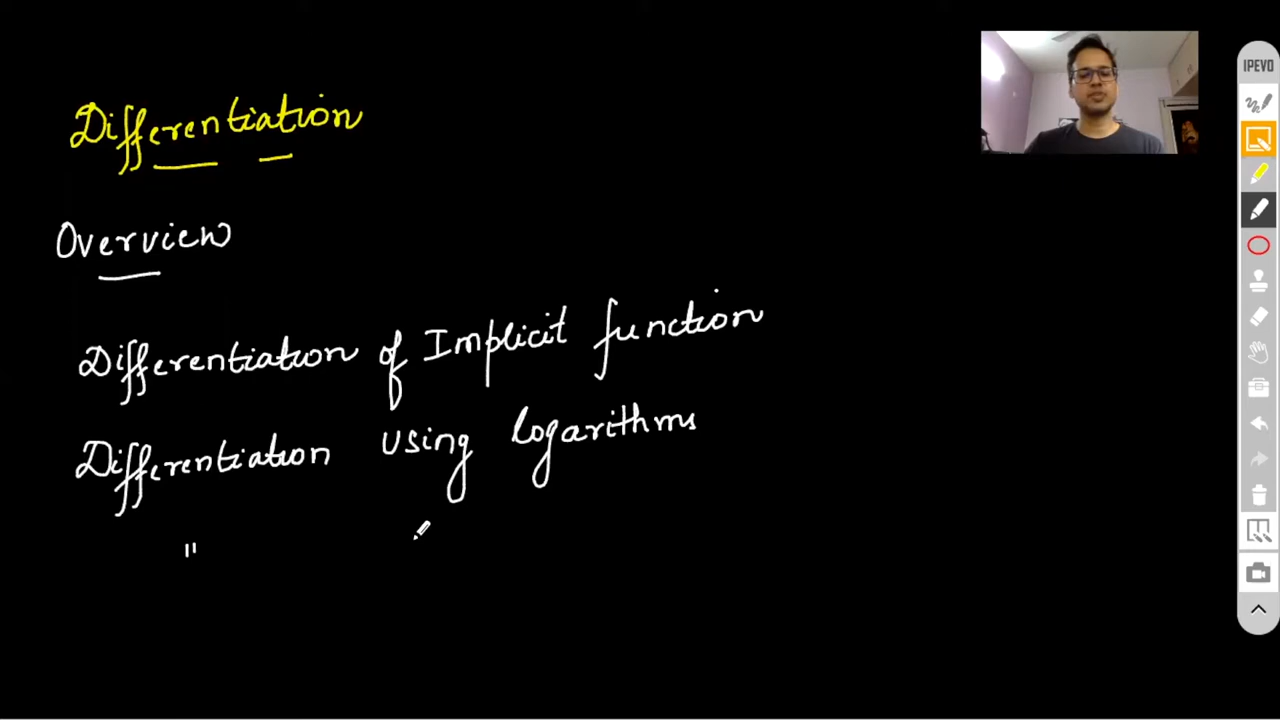 IPEVO
Differentiation
Overview
Differentiation of Implicit function
Differentiation using logarithms
"